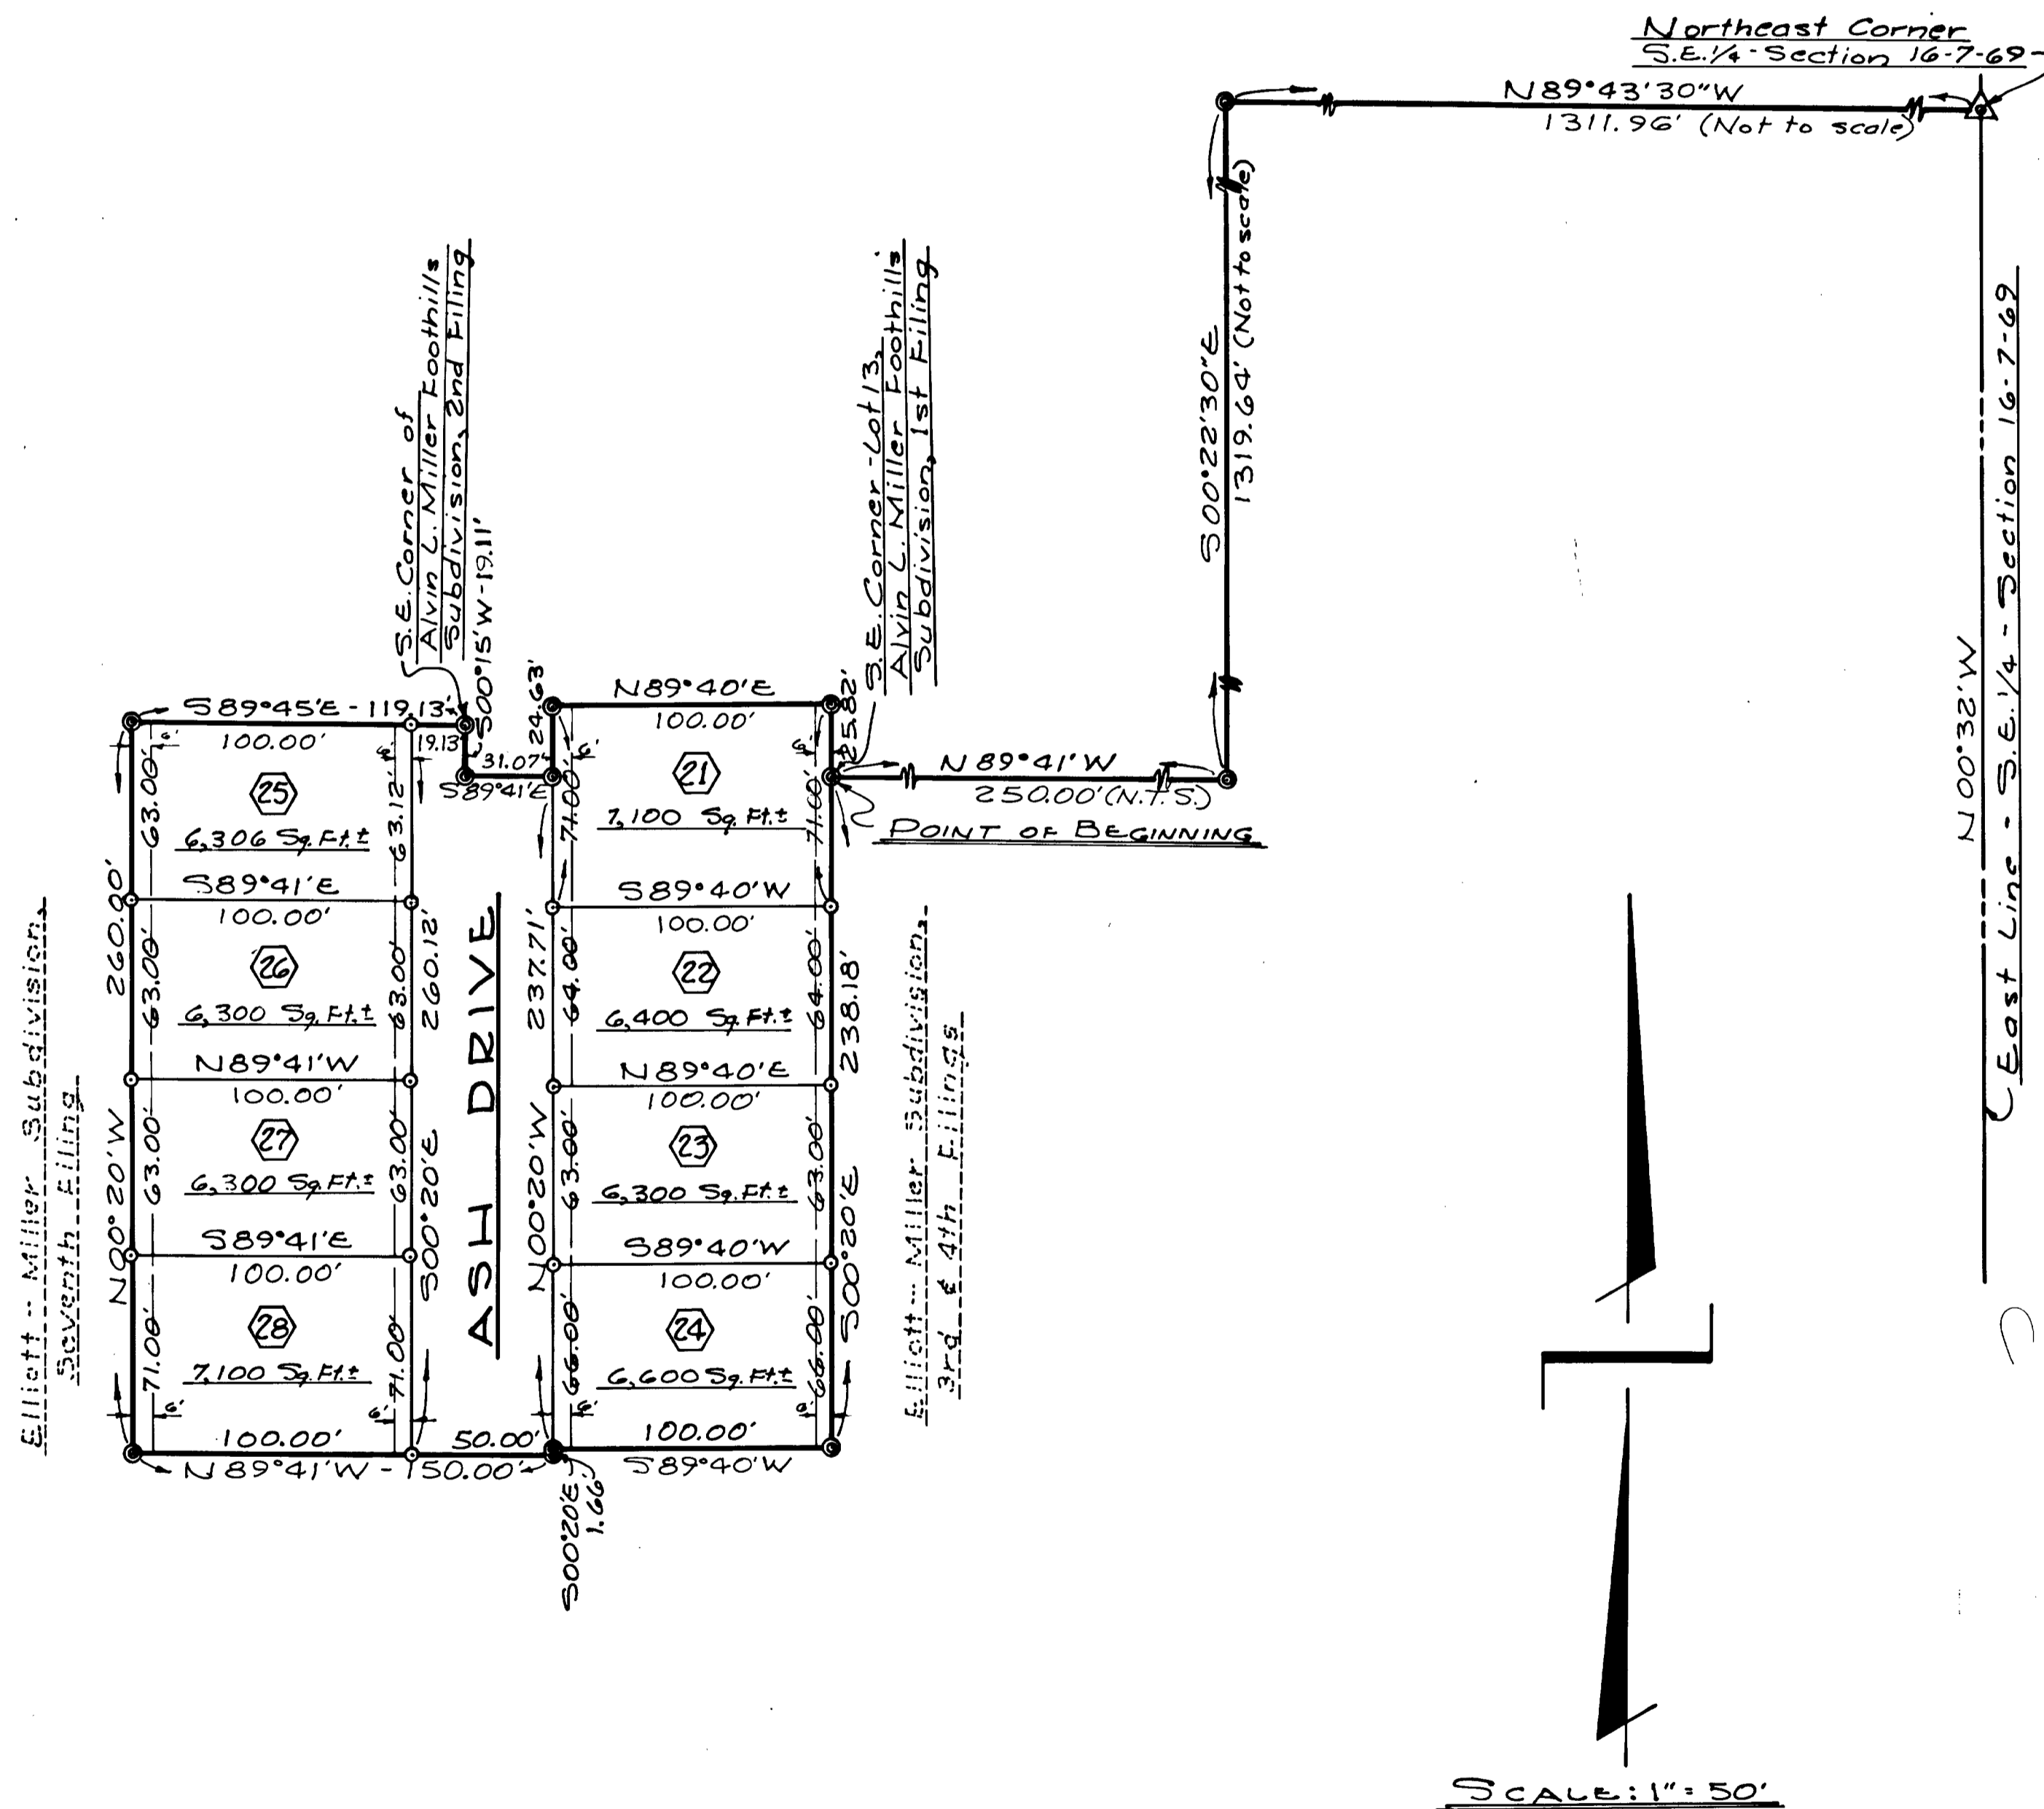 Northeast Corner
S.E.1/4 - Section 16-7-69
N89°43'30"W
1311.96' (Not to scale)
S00°22'30"E
1319.64' (Not to scale)
N00°32'W
East Line - S.E.1/4 - Section 16-7-69
S.E. Corner of
Alvin L. Miller Foothills
Subdivision, 2nd Filing
S00°15'W-19.11'
S.E. Corner-Lot 13,
Alvin L. Miller Foothills
Subdivision, 1st Filing
N89°41'W
250.00' (N.T.S.)
POINT OF BEGINNING
S89°45'E - 119.13'
100.00'
19.13'
31.07'
S89°41'E
24.63'
N89°40'E
100.00'
25.82'
6'
6'
6'
6'
63.00'
25
6,306 Sq.Ft.±
63.12'
71.00'
21
7,100 Sq.Ft.±
71.00'
S89°41'E
100.00'
S89°40'W
100.00'
260.00'
63.00'
26
6,300 Sq.Ft.±
63.00'
260.12'
237.71'
64.00'
22
6,400 Sq.Ft.±
64.00'
238.18'
N89°41'W
100.00'
N89°40'E
100.00'
N00°20'W
63.00'
27
6,300 Sq.Ft.±
63.00'
S00°20'E
ASH DRIVE
N00°20'W
63.00'
23
6,300 Sq.Ft.±
63.00'
S00°20'E
S89°41'E
100.00'
S89°40'W
100.00'
71.00'
28
7,100 Sq.Ft.±
71.00'
66.00'
24
6,600 Sq.Ft.±
66.00'
6'
6'
6'
6'
100.00'
50.00'
100.00'
N89°41'W - 150.00'
S89°40'W
S00°20'E
1.66'
Elliott -- Miller Subdivision,
Seventh Filing
Elliott -- Miller Subdivision,
3rd & 4th Filings
SCALE: 1" = 50'